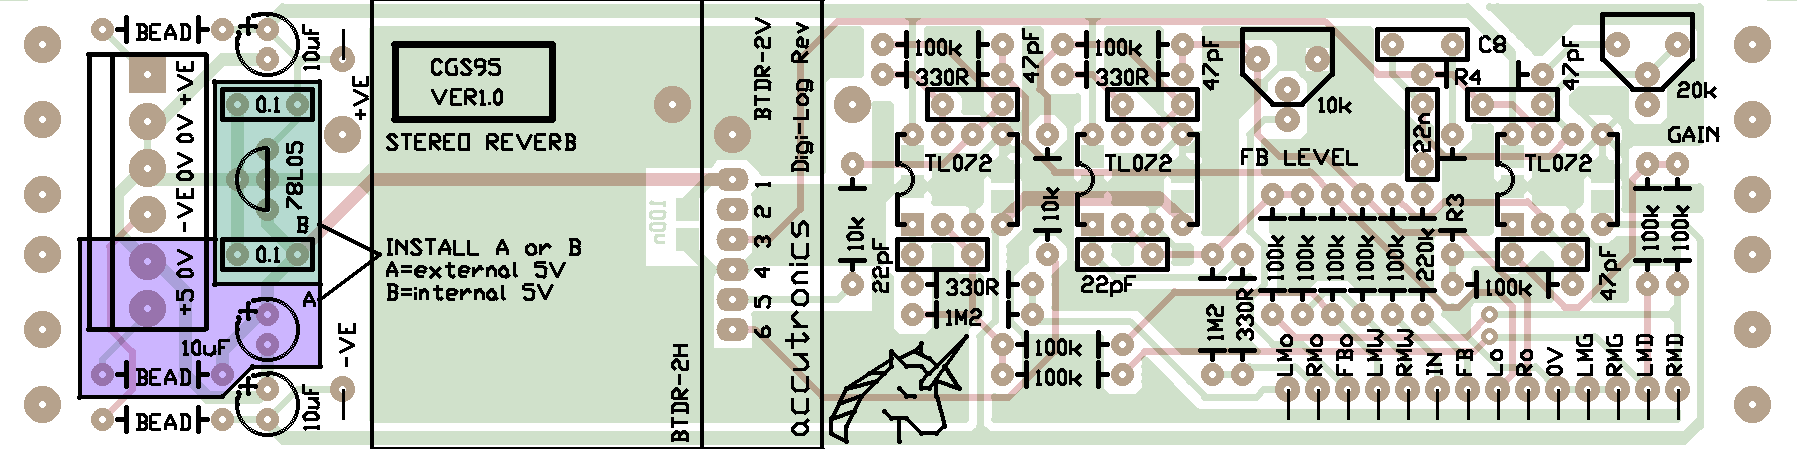 BEAD
10uF
+VE
0V
0V
-VE
0V
+5
0.1
78L05
B
0.1
A
10uF
BEAD
BEAD
10uF
+VE
-VE
CGS95
VER1.0
STEREO REVERB
INSTALL A or B
A=external 5V
B=internal 5V
10n
BTDR-2H
BTDR-2V
Digi-Log Rev
accutronics
1
2
3
4
5
6
100k
330R
47pF
TL072
10k
22pF
330R
1M2
10k
100k
330R
47pF
TL072
22pF
100k
100k
1M2
330R
10k
FB LEVEL
C8
R4
22n
R3
100k
100k
100k
100k
100k
220k
47pF
TL072
100k
47pF
20k
GAIN
100k
100k
LMo
RMo
FBo
LMW
RMW
IN
FB
Lo
Ro
0V
LMG
RMG
LMD
RMD